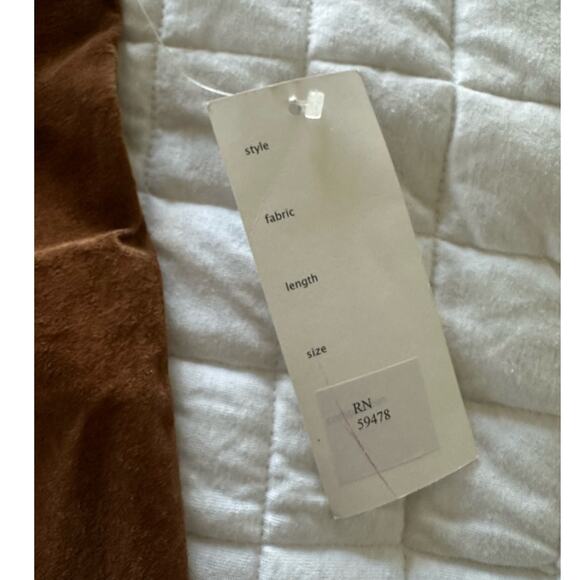 style
fabric
length
size
RN
59478